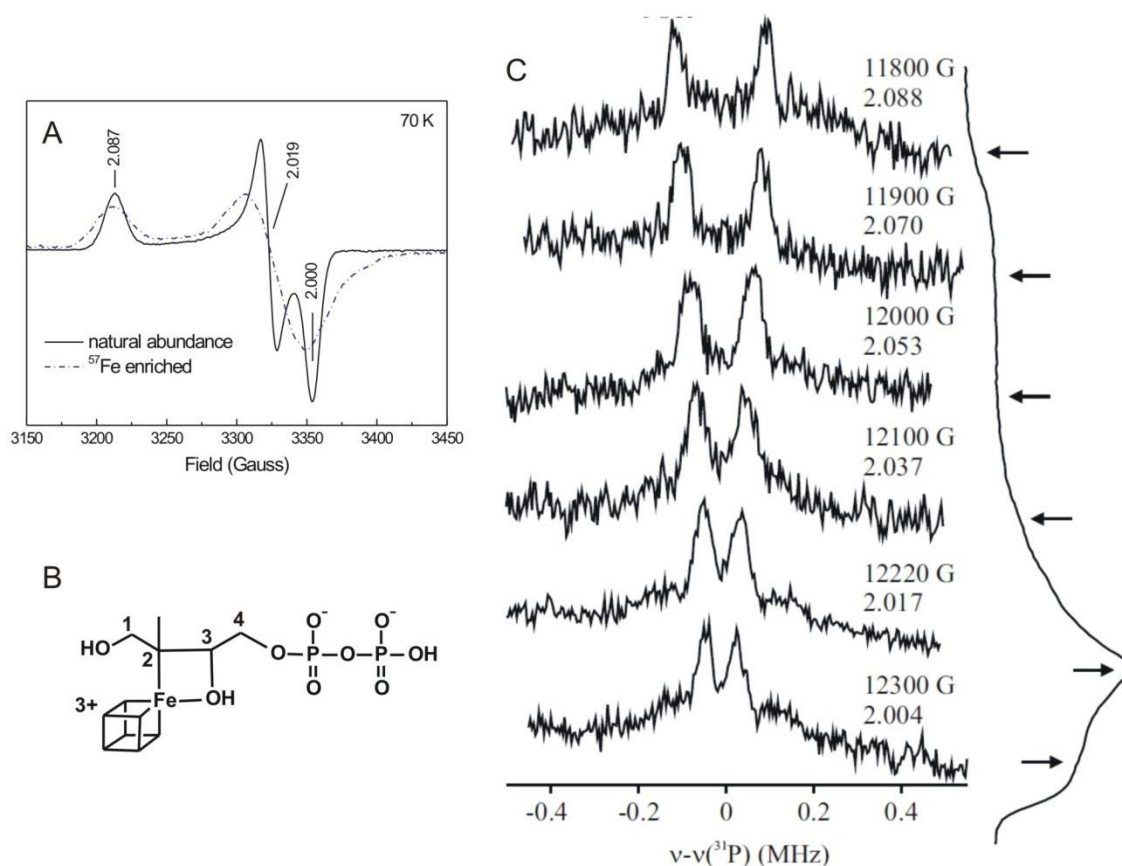 A
70 K
2.087
2.019
2.000
natural abundance
⁵⁷Fe enriched
3150 3200 3250 3300 3350 3400 3450
Field (Gauss)
B
1
2
3
4
HO
Fe
OH
3+
O P O P OH
O⁻ O⁻
O O
C
11800 G
2.088
11900 G
2.070
12000 G
2.053
12100 G
2.037
12220 G
2.017
12300 G
2.004
-0.4 -0.2 0 0.2 0.4
ν-ν(³¹P) (MHz)